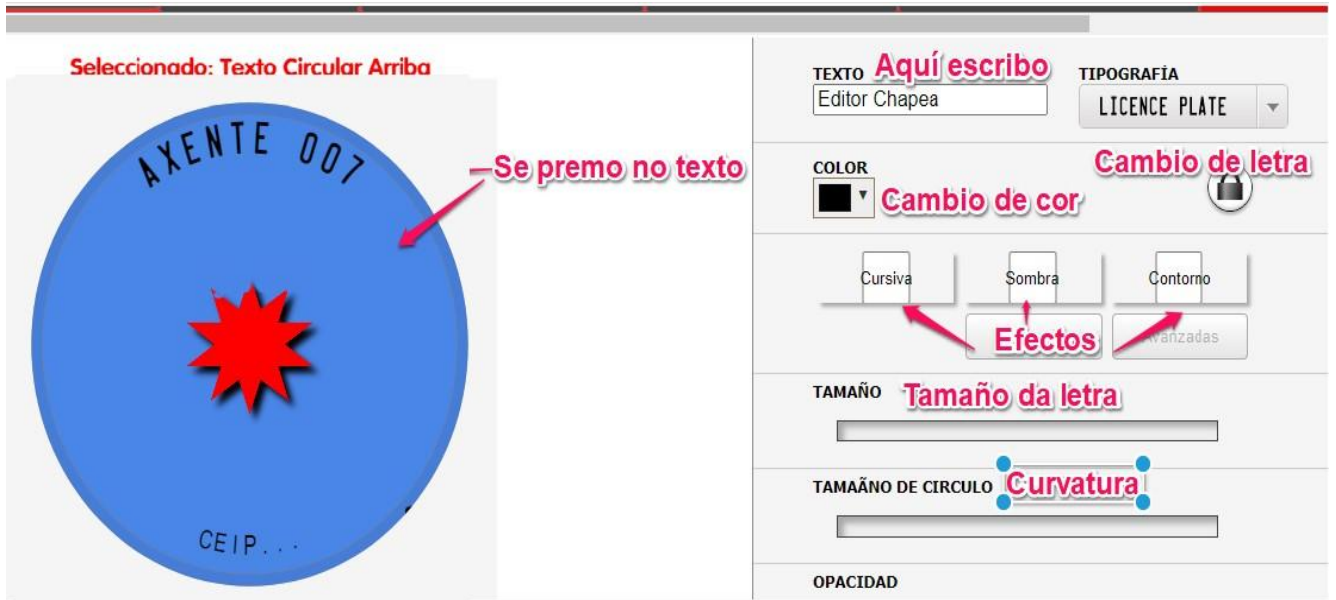 Seleccionado: Texto Circular Arriba
AXENTE 007
CEIP...
Se premo no texto
TEXTO Aquí escribo
Editor Chapea
TIPOGRAFÍA
LICENCE PLATE
Cambio de letra
COLOR
Cambio de cor
Cursiva Sombra Contorno
Efectos
Avanzadas
TAMAÑO Tamaño da letra
TAMAÃNO DE CIRCULO Curvatura
OPACIDAD